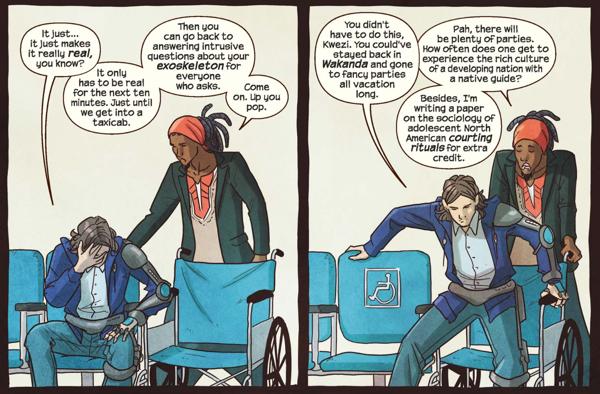 It just...
it just makes
it really real,
you know?
It only
has to be real
for the next ten
minutes. Just until
we get into a
taxicab.
Then you
can go back to
answering intrusive
questions about your
exoskeleton for
everyone
who asks.
Come
on. Up you
pop.
You didn't
have to do this,
Kwezi. You could've
stayed back in
Wakanda and gone
to fancy parties
all vacation
long.
Pah, there will
be plenty of parties.
How often does one get to
experience the rich culture
of a developing nation with
a native guide?
Besides, I'm
writing a paper
on the sociology of
adolescent North
American courting
rituals for extra
credit.